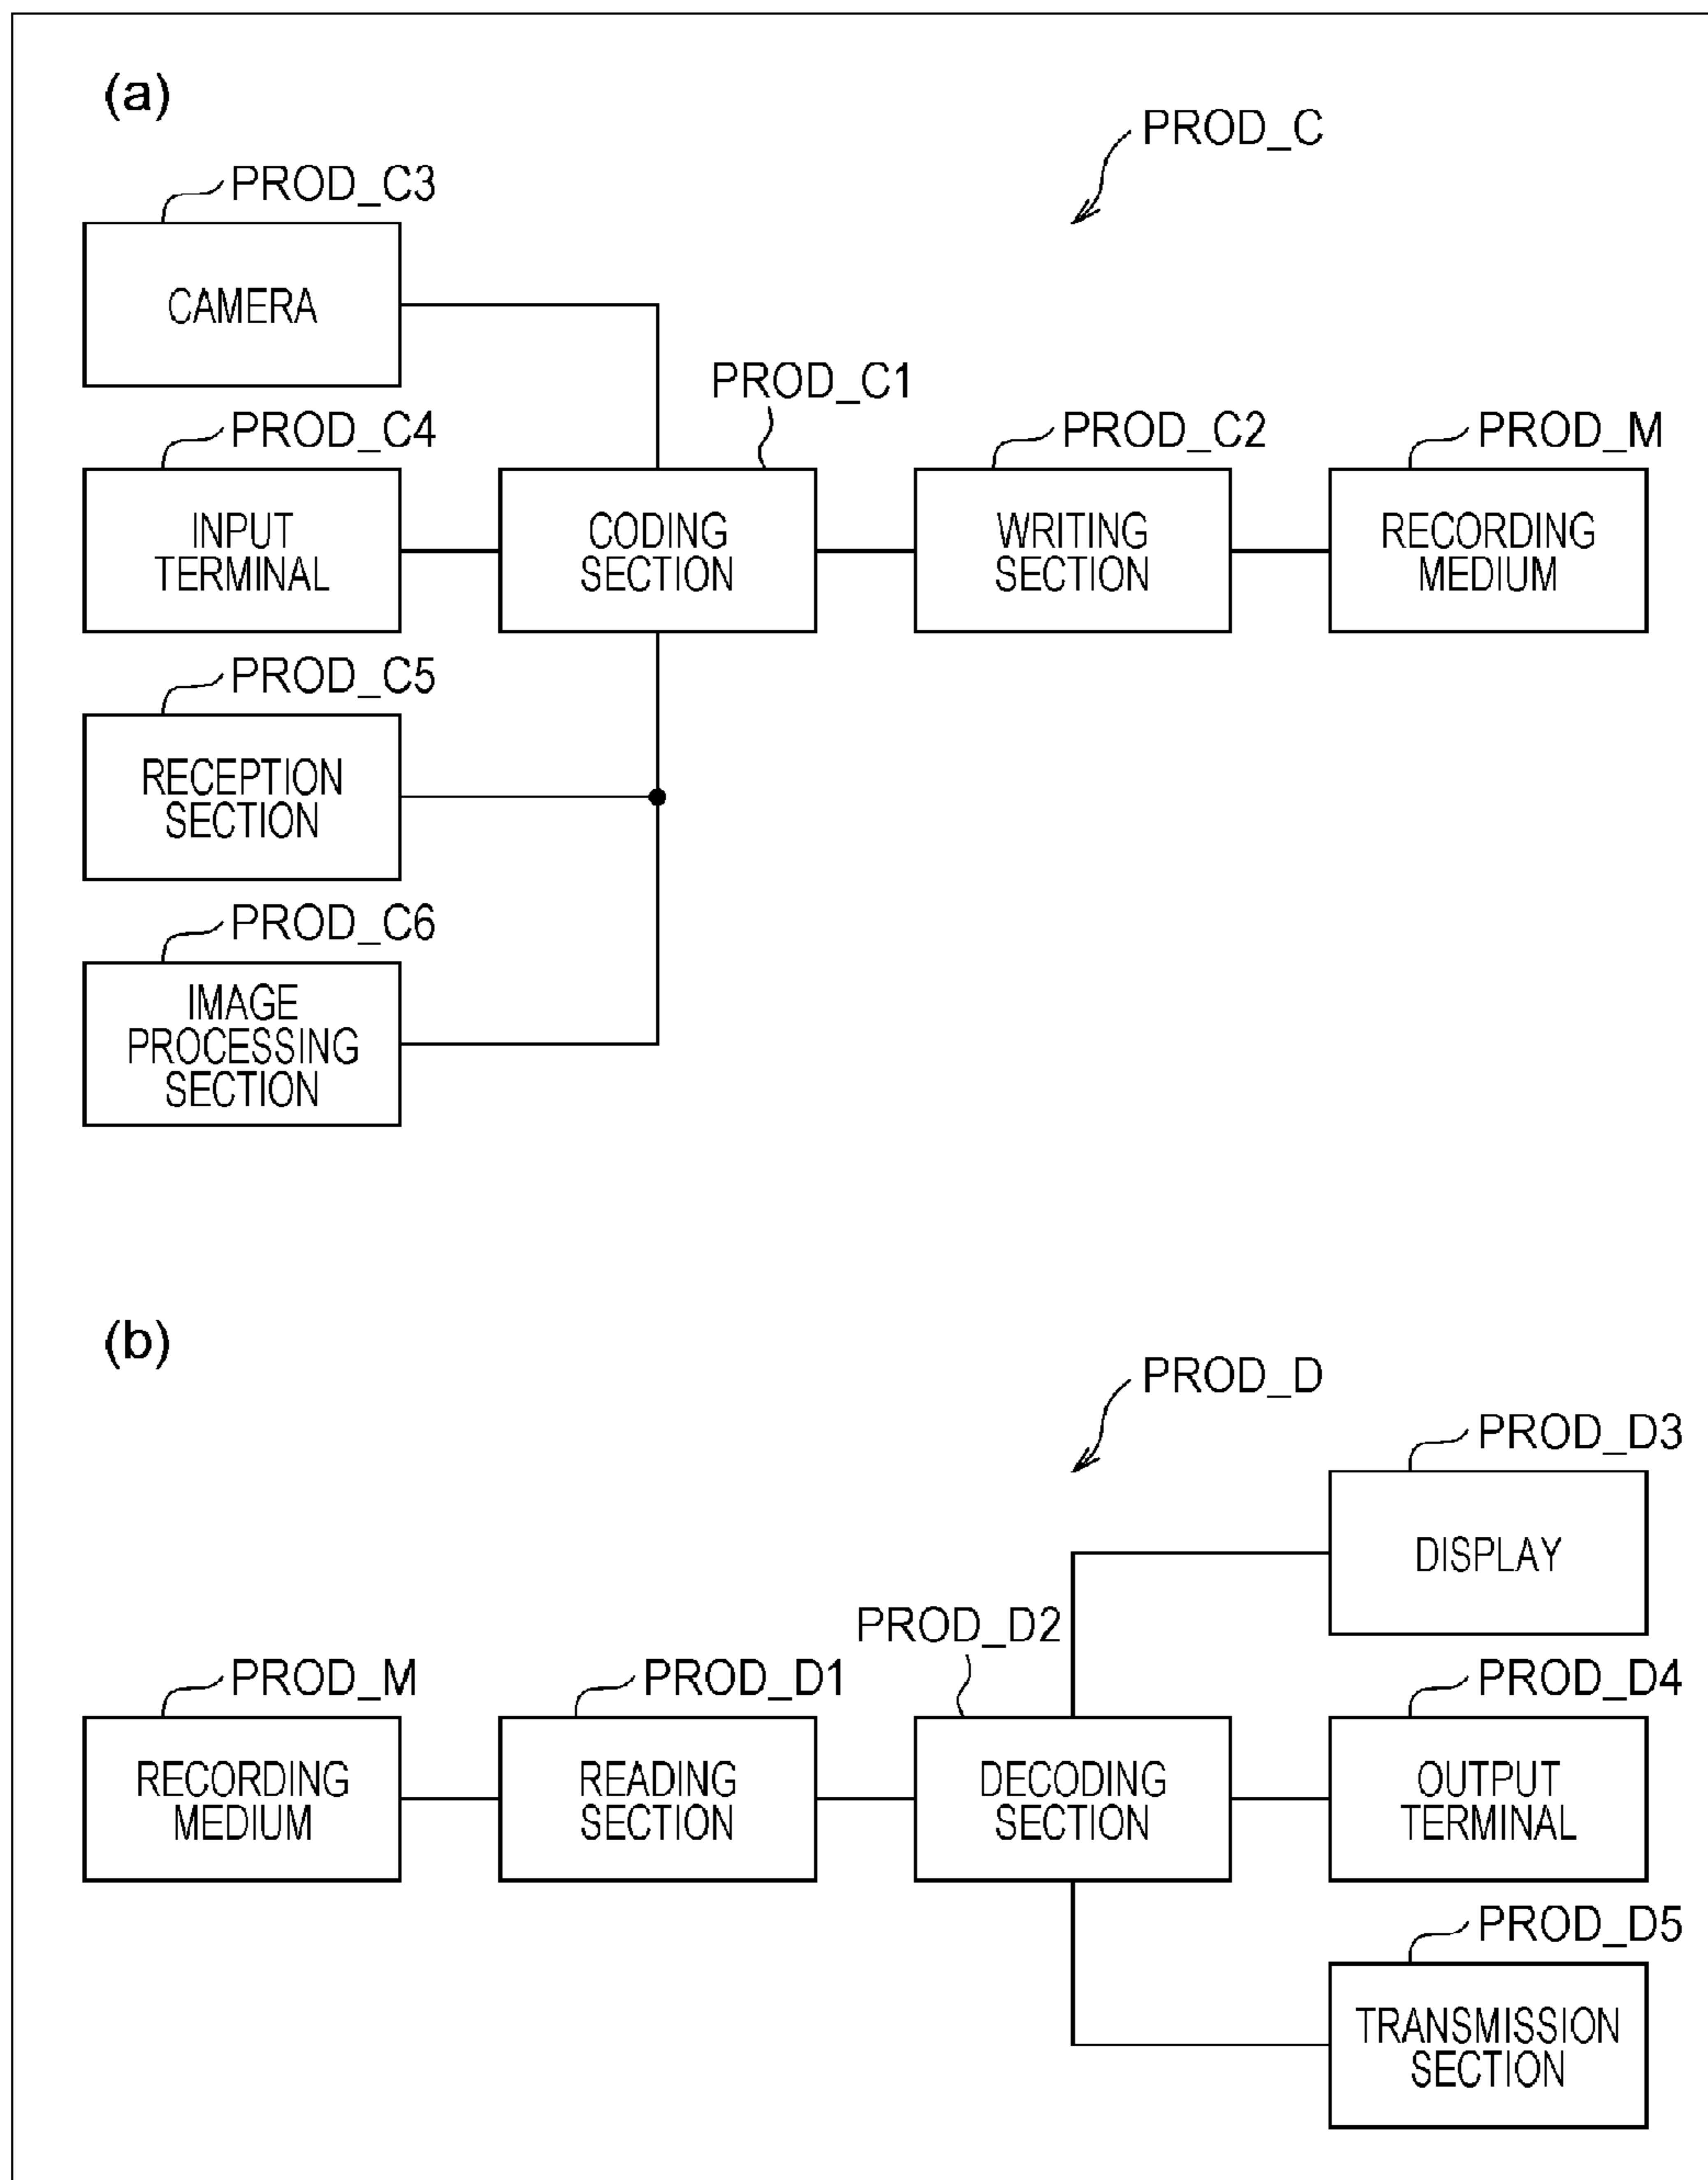 (a)
PROD_C
PROD_C3
CAMERA
PROD_C1
PROD_C4
PROD_C2
PROD_M
INPUT
TERMINAL
CODING
SECTION
WRITING
SECTION
RECORDING
MEDIUM
PROD_C5
RECEPTION
SECTION
PROD_C6
IMAGE
PROCESSING
SECTION
(b)
PROD_D
PROD_D3
DISPLAY
PROD_D2
PROD_M
PROD_D1
PROD_D4
RECORDING
MEDIUM
READING
SECTION
DECODING
SECTION
OUTPUT
TERMINAL
PROD_D5
TRANSMISSION
SECTION